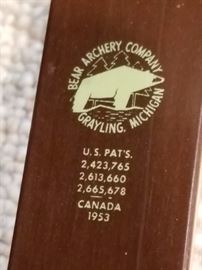 BEAR ARCHERY COMPANY
GRAYLING, MICHIGAN
U.S. PAT'S.
2,423,765
2,613,660
2,665,678
CANADA
1953